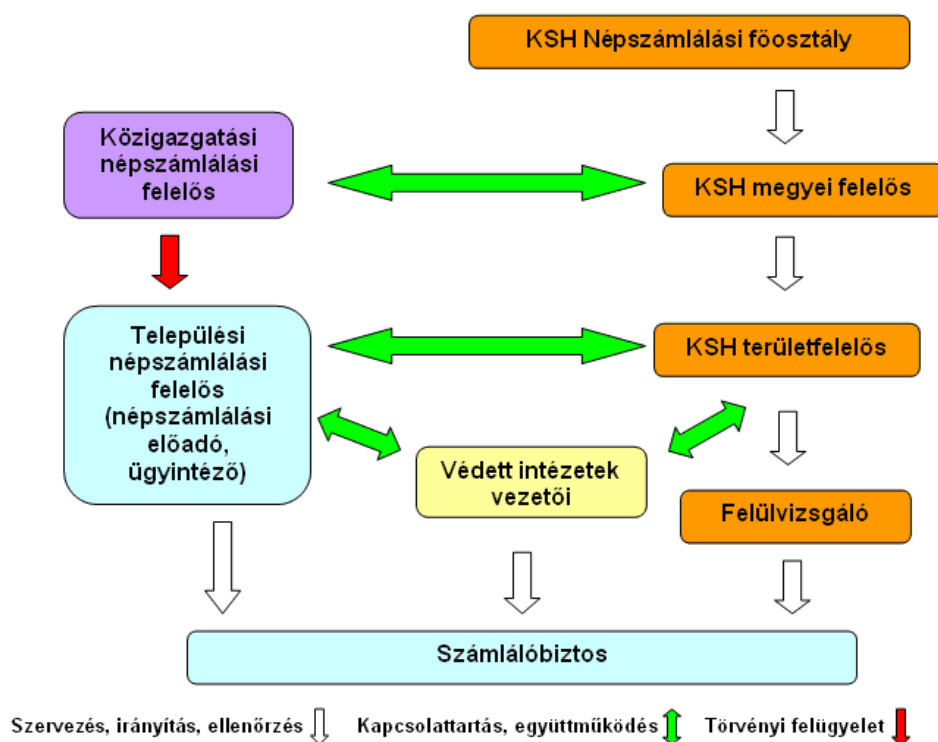 KSH Népszámlálási főosztály
Közigazgatási
népszámlálási
felelős
KSH megyei felelős
Települési
népszámlálási
felelős
(népszámlálási
előadó,
ügyintéző)
KSH területfelelős
Védett intézetek
vezetői
Felülvizsgáló
Számlálóbiztos
Szervezés, irányítás, ellenőrzés
Kapcsolattartás, együttműködés
Törvényi felügyelet